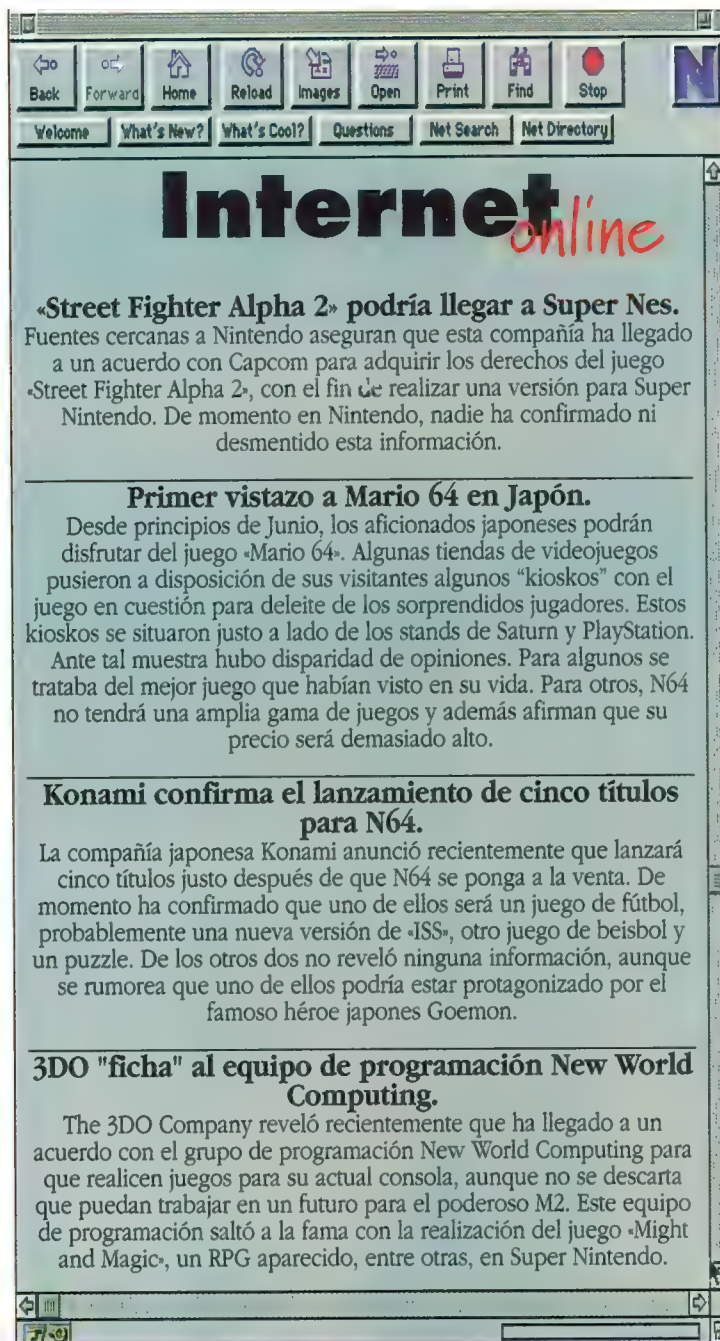 Back Forward Home Reload Images Open Print Find Stop
N
Welcome What's New? What's Cool? Questions Net Search Net Directory
Internet
online
«Street Fighter Alpha 2» podría llegar a Super Nes.
Fuentes cercanas a Nintendo aseguran que esta compañía ha llegado
a un acuerdo con Capcom para adquirir los derechos del juego
«Street Fighter Alpha 2», con el fin de realizar una versión para Super
Nintendo. De momento en Nintendo, nadie ha confirmado ni
desmentido esta información.
Primer vistazo a Mario 64 en Japón.
Desde principios de Junio, los aficionados japoneses podrán
disfrutar del juego «Mario 64». Algunas tiendas de videojuegos
pusieron a disposición de sus visitantes algunos "kioskos" con el
juego en cuestión para deleite de los sorprendidos jugadores. Estos
kioskos se situaron justo a lado de los stands de Saturn y PlayStation.
Ante tal muestra hubo disparidad de opiniones. Para algunos se
trataba del mejor juego que habían visto en su vida. Para otros, N64
no tendrá una amplia gama de juegos y además afirman que su
precio será demasiado alto.
Konami confirma el lanzamiento de cinco títulos
para N64.
La compañía japonesa Konami anunció recientemente que lanzará
cinco títulos justo después de que N64 se ponga a la venta. De
momento ha confirmado que uno de ellos será un juego de fútbol,
probablemente una nueva versión de «ISS», otro juego de beisbol y
un puzzle. De los otros dos no reveló ninguna información, aunque
se rumorea que uno de ellos podría estar protagonizado por el
famoso héroe japones Goemon.
3DO "ficha" al equipo de programación New World
Computing.
The 3DO Company reveló recientemente que ha llegado a un
acuerdo con el grupo de programación New World Computing para
que realicen juegos para su actual consola, aunque no se descarta
que puedan trabajar en un futuro para el poderoso M2. Este equipo
de programación saltó a la fama con la realización del juego «Might
and Magic», un RPG aparecido, entre otras, en Super Nintendo.